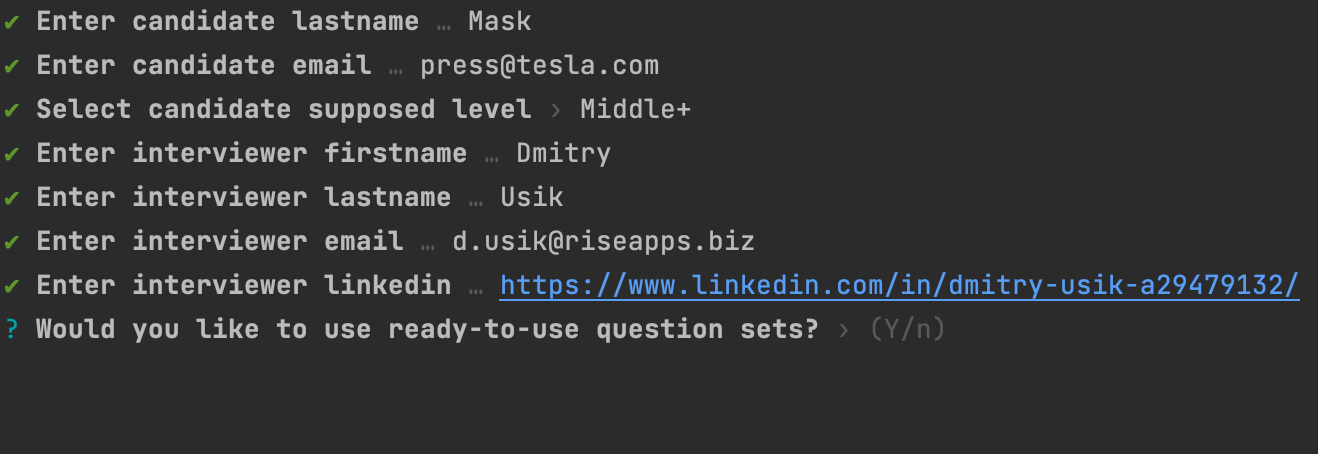 ✔ Enter candidate lastname … Mask
✔ Enter candidate email … press@tesla.com
✔ Select candidate supposed level › Middle+
✔ Enter interviewer firstname … Dmitry
✔ Enter interviewer lastname … Usik
✔ Enter interviewer email … d.usik@riseapps.biz
✔ Enter interviewer linkedin … https://www.linkedin.com/in/dmitry-usik-a29479132/
? Would you like to use ready-to-use question sets? › (Y/n)